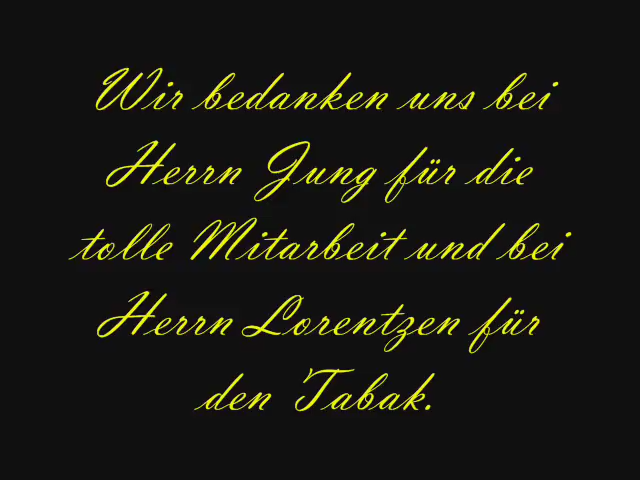 Wir bedanken uns bei
Herrn Jung für die
tolle Mitarbeit und bei
Herrn Lorentzen für
den Tabak.